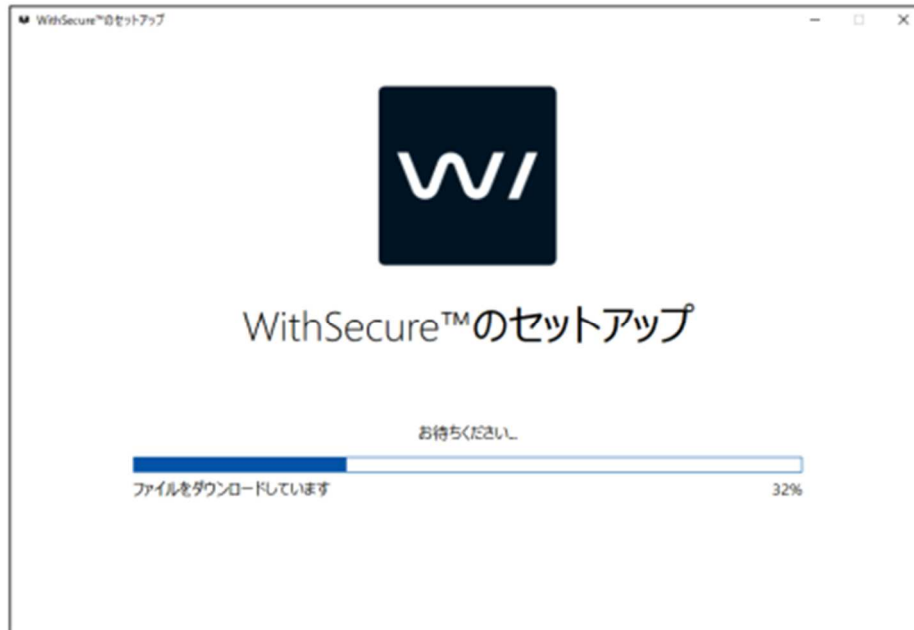 WithSecure™のセットアップ
WI
WithSecure™のセットアップ
お待ちください...
ファイルをダウンロードしています 32%